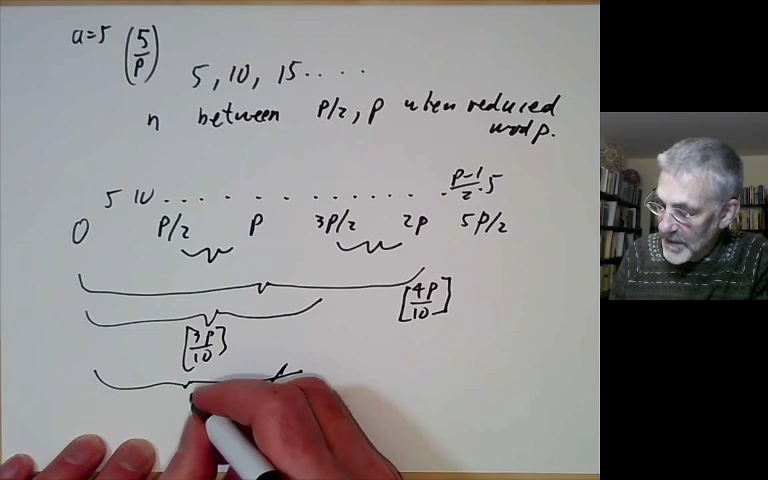 a=5 (5/p)
5, 10, 15....
n between P/2, P when reduced
mod p.
5 10 . . . . . . . . . . . . . . (p-1)/2 · 5
0 P/2 P 3P/2 2P 5P/2
[4P/10]
[3P/10]